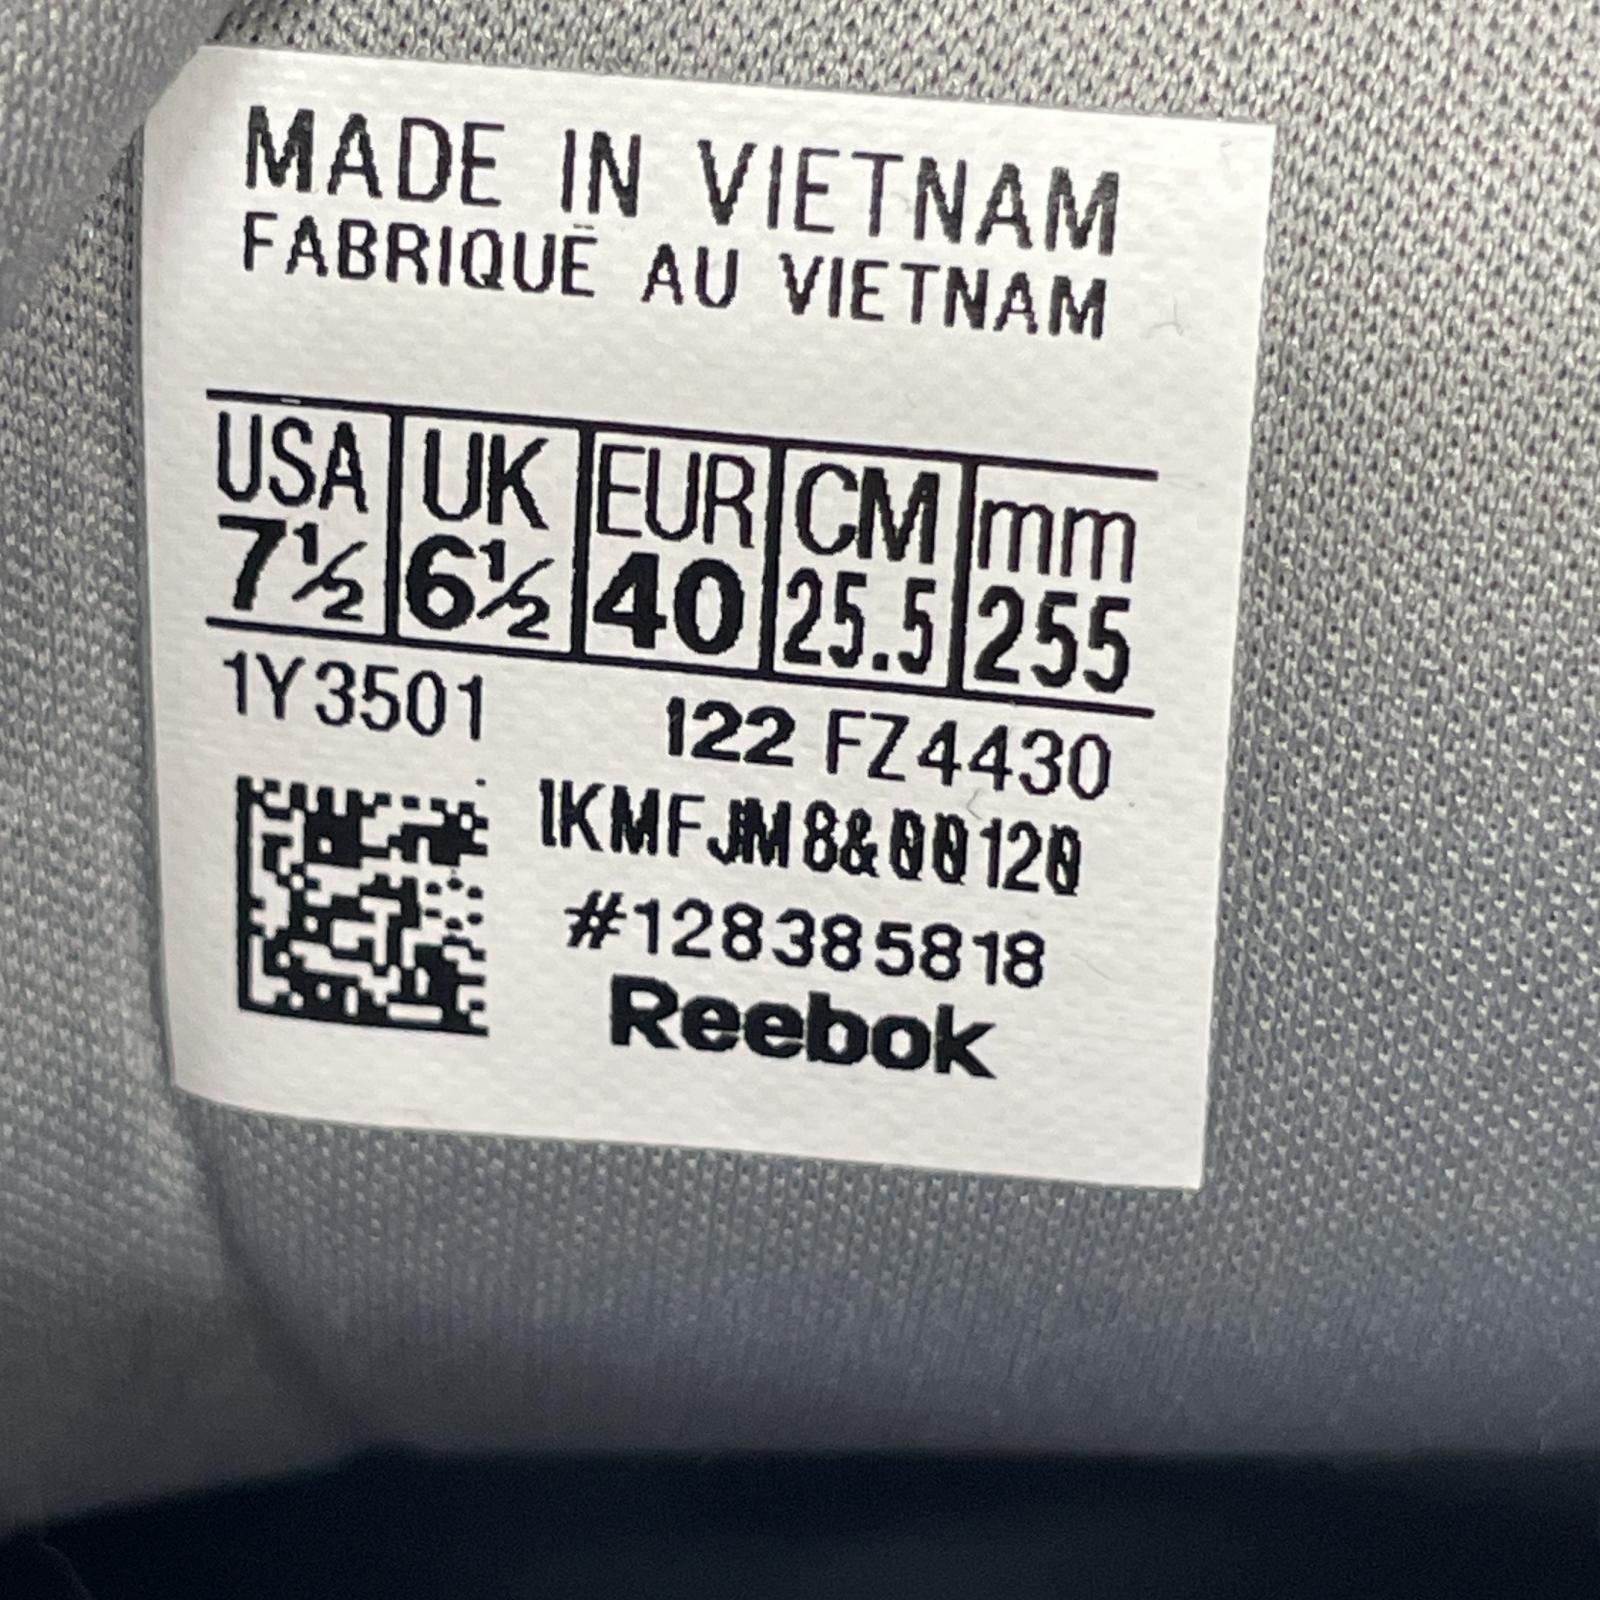 MADE IN VIETNAM
FABRIQUÉ AU VIETNAM
USA UK EUR CM mm
7½ 6½ 40 25.5 255
1Y3501 122 FZ4430
IKMFJM8&00120
#128385818
Reebok